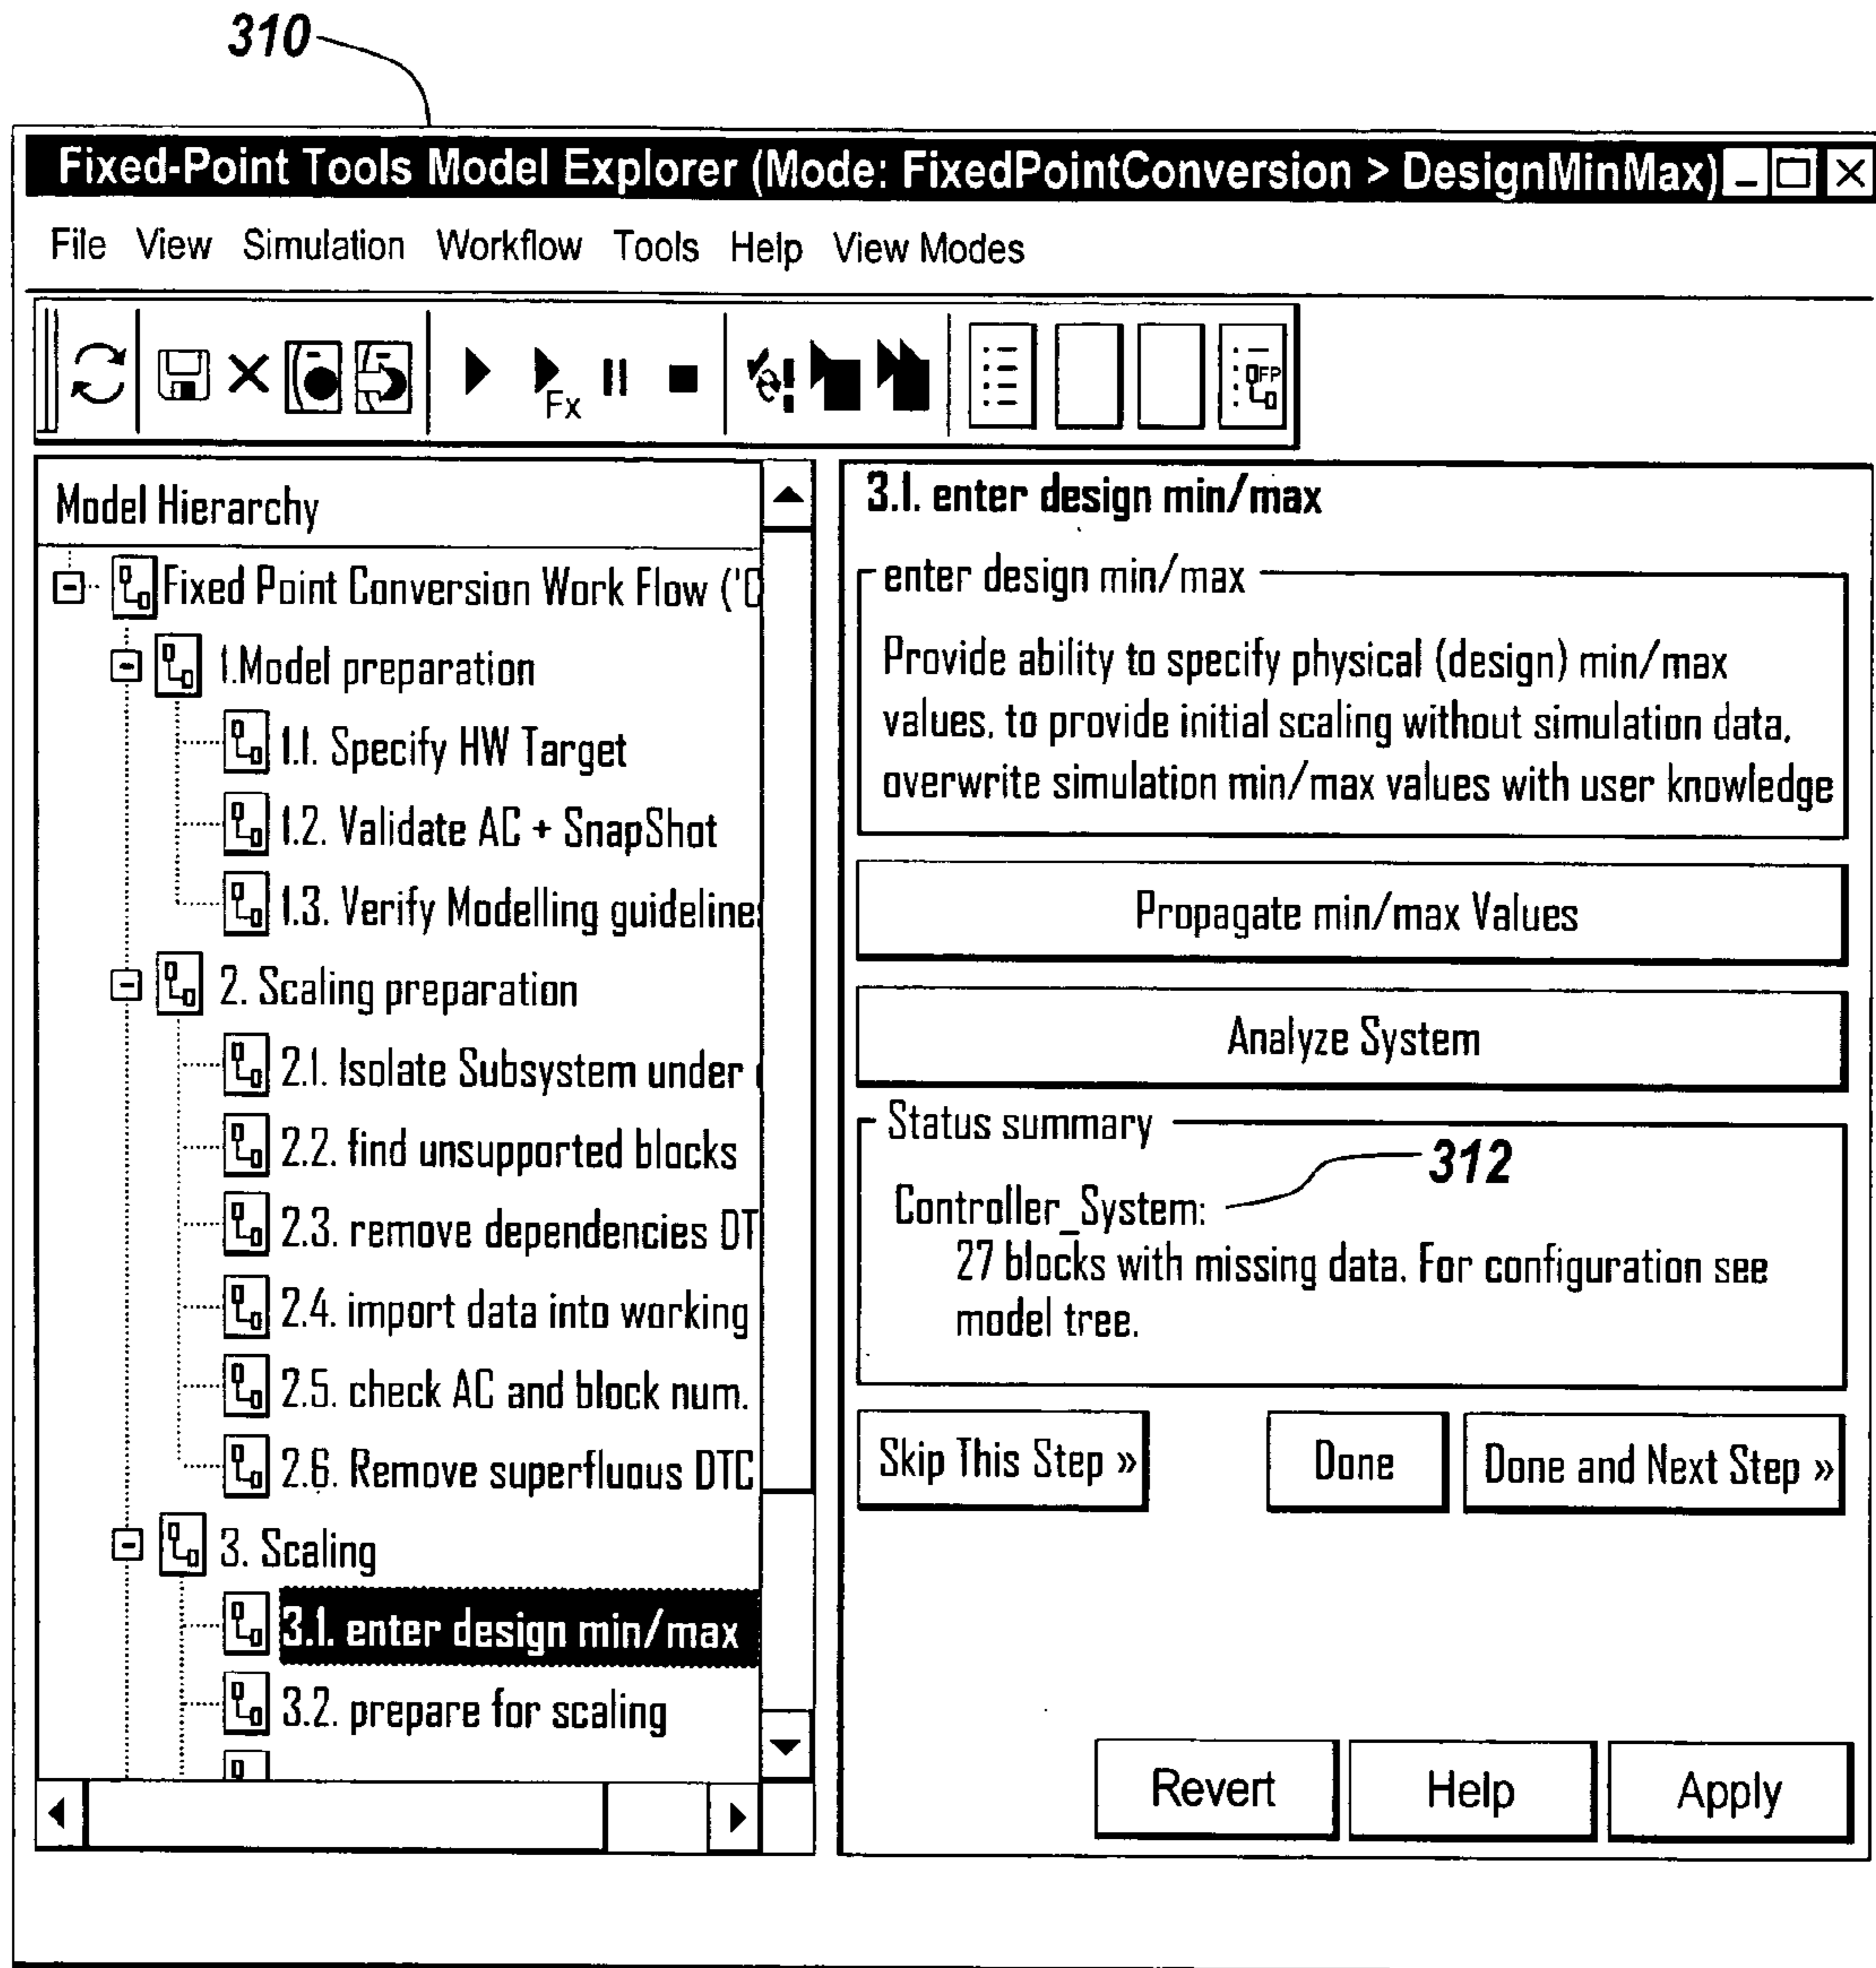 310
Fixed-Point Tools Model Explorer (Mode: FixedPointConversion > DesignMinMax)
File View Simulation Workflow Tools Help View Modes
Fx
FP
Model Hierarchy
Fixed Point Conversion Work Flow ('C
1.Model preparation
1.1. Specify HW Target
1.2. Validate AC + SnapShot
1.3. Verify Modelling guidelines
2. Scaling preparation
2.1. Isolate Subsystem under
2.2. find unsupported blocks
2.3. remove dependencies DT
2.4. import data into working
2.5. check AC and block num.
2.6. Remove superfluous DTC
3. Scaling
3.1. enter design min/max
3.2. prepare for scaling
3.1. enter design min/max
enter design min/max
Provide ability to specify physical (design) min/max
values, to provide initial scaling without simulation data,
overwrite simulation min/max values with user knowledge
Propagate min/max Values
Analyze System
Status summary
312
Controller_System:
27 blocks with missing data. For configuration see
model tree.
Skip This Step »
Done
Done and Next Step »
Revert
Help
Apply